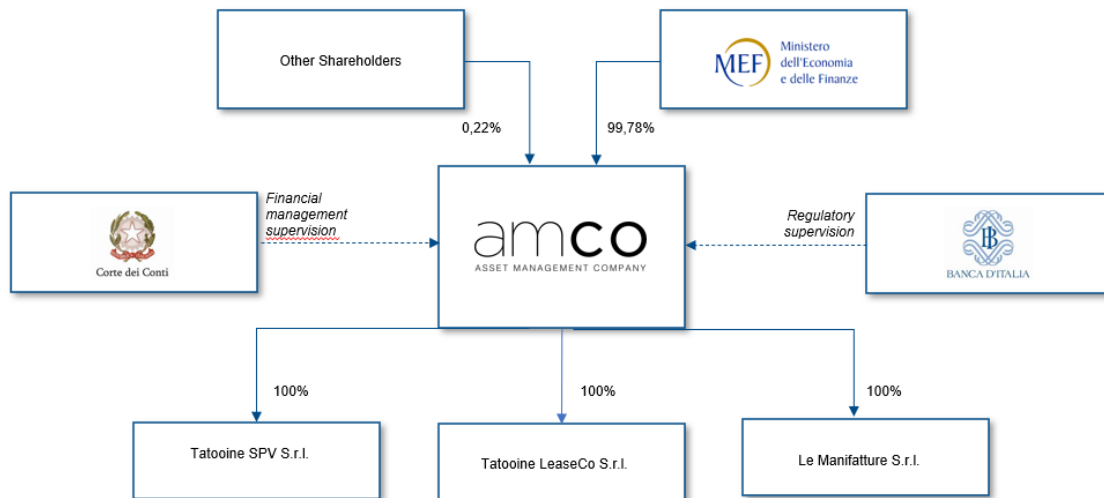 Other Shareholders
MEF
Ministero
dell'Economia
e delle Finanze
0,22%
99,78%
Corte dei Conti
Financial
management
supervision
amco
ASSET MANAGEMENT COMPANY
Regulatory
supervision
BANCA D'ITALIA
100%
100%
100%
Tatooine SPV S.r.l.
Tatooine LeaseCo S.r.l.
Le Manifatture S.r.l.